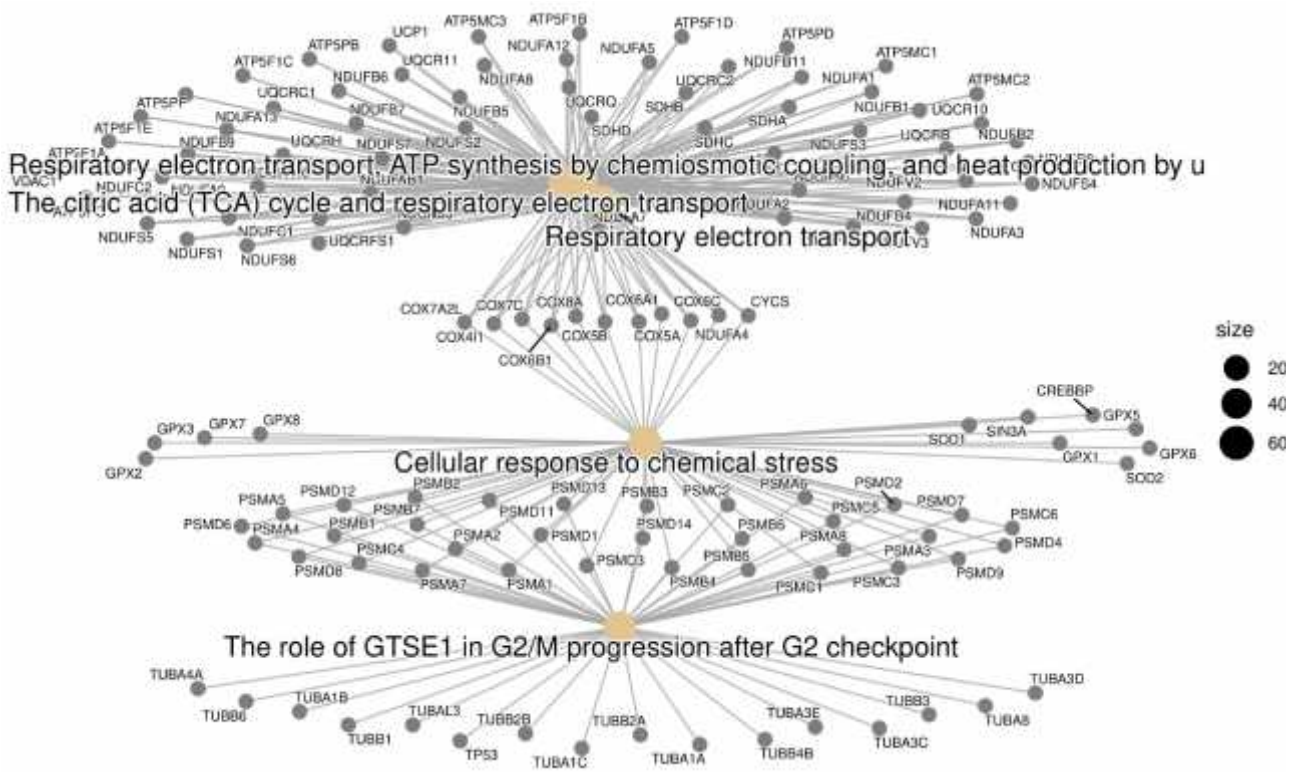 ATP5MC3
ATP5F1B
ATP5F1D
UCP1
NDUFA12
NDUFA5
ATP5PD
ATP5PB
UQCR11
NDUFA8
NDUFB11
ATP5MC1
ATP5F1C
NDUFB6
UQCRC2
NDUFA1
ATP5MC2
ATP5PF
UQCRC1
NDUFB7
NDUFB5
UQCRQ
SDHB
SDHA
NDUFB1
UQCR10
ATP5F1E
NDUFA13
NDUFB9
UQCRH
NDUFS7
NDUFS2
SDHD
SDHC
NDUFS3
UQCRB
NDUFB2
Respiratory electron transport, ATP synthesis by chemiosmotic coupling, and heat production by u
VDAC1
NDUFC2
NDUFAB1
NDUFV2
NDUFS4
The citric acid (TCA) cycle and respiratory electron transport
NDUFB4
NDUFA11
NDUFS5
NDUFC1
Respiratory electron transport
NDUFA3
NDUFS1
NDUFS6
UQCRFS1
COX7A2L
COX7C
COX8A
COX6A1
COX6C
CYCS
COX4I1
COX5B
COX5A
NDUFA4
COX6B1
size
20
40
60
CREBBP
GPX3
GPX7
GPX8
GPX5
SOD1
SIN3A
GPX2
GPX1
GPX6
SOD2
Cellular response to chemical stress
PSMA5
PSMD12
PSMB2
PSMD13
PSMB3
PSMC2
PSMA6
PSMD2
PSMD7
PSMD6
PSMA4
PSMB1
PSMB7
PSMD11
PSMD14
PSMB6
PSMC5
PSMC6
PSMC4
PSMA2
PSMD1
PSMA8
PSMA3
PSMD4
PSMD8
PSMA7
PSMA1
PSMC3
PSMB4
PSMB5
PSMC1
PSMD9
The role of GTSE1 in G2/M progression after G2 checkpoint
TUBA4A
TUBA3D
TUBB6
TUBA1B
TUBB3
TUBA8
TUBB1
TUBAL3
TUBB2B
TUBB2A
TUBA3E
TUBA3C
TP53
TUBA1C
TUBA1A
TUBB4B